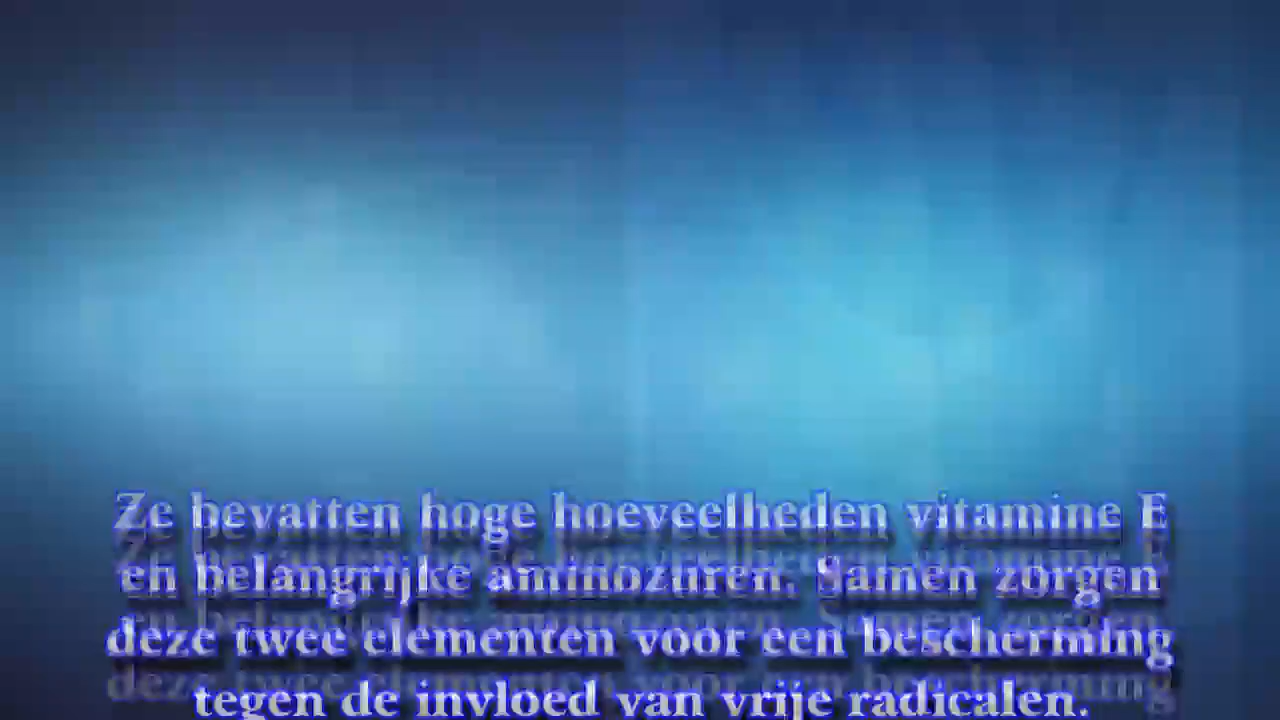 Ze bevatten hoge hoeveelheden vitamine E
en belangrijke aminozuren. Samen zorgen
deze twee elementen voor een bescherming
tegen de invloed van vrije radicalen.